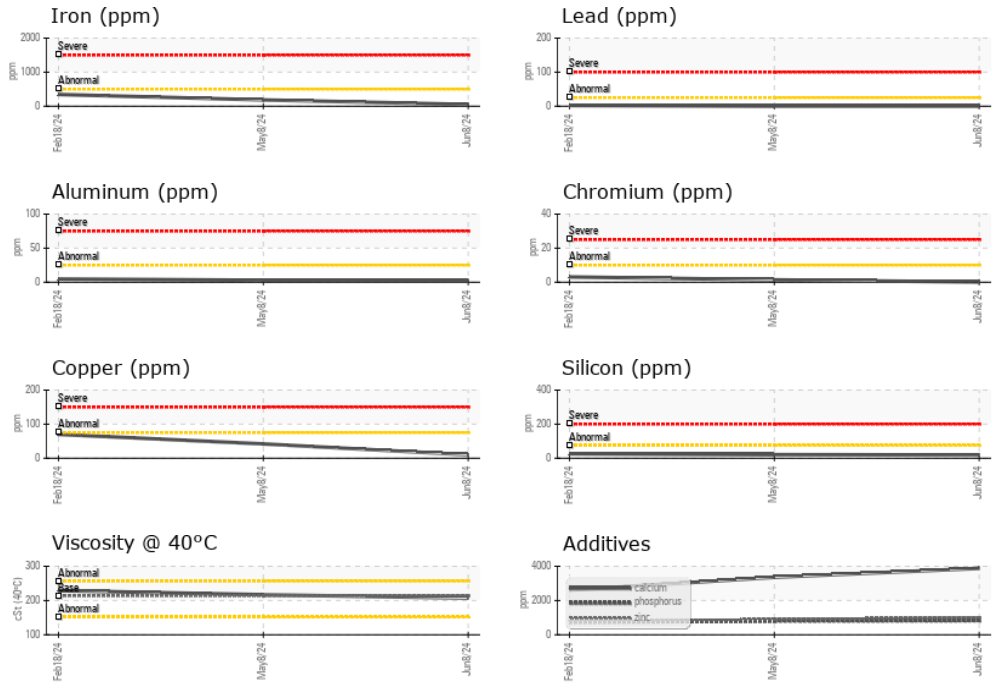 Iron (ppm)
2000
1000
0
ppm
Severe
Abnormal
Feb18/24
May8/24
Jun8/24
Lead (ppm)
200
100
0
ppm
Severe
Abnormal
Feb18/24
May8/24
Jun8/24
Aluminum (ppm)
100
50
0
ppm
Severe
Abnormal
Feb18/24
May8/24
Jun8/24
Chromium (ppm)
40
20
0
ppm
Severe
Abnormal
Feb18/24
May8/24
Jun8/24
Copper (ppm)
200
100
0
ppm
Severe
Abnormal
Feb18/24
May8/24
Jun8/24
Silicon (ppm)
400
200
0
ppm
Severe
Abnormal
Feb18/24
May8/24
Jun8/24
Viscosity @ 40°C
300
200
100
cSt (40°C)
Abnormal
Base
Abnormal
Feb18/24
May8/24
Jun8/24
Additives
4000
2000
0
ppm
calcium
phosphorus
zinc
Feb18/24
May8/24
Jun8/24